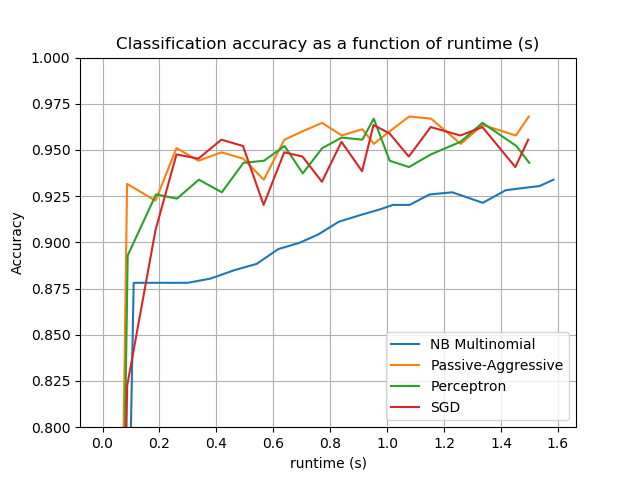 Classification accuracy as a function of runtime (s)
1.000
0.975
0.950
0.925
0.900
0.875
0.850
0.825
0.800
Accuracy
NB Multinomial
Passive-Aggressive
Perceptron
SGD
0.0 0.2 0.4 0.6 0.8 1.0 1.2 1.4 1.6
runtime (s)